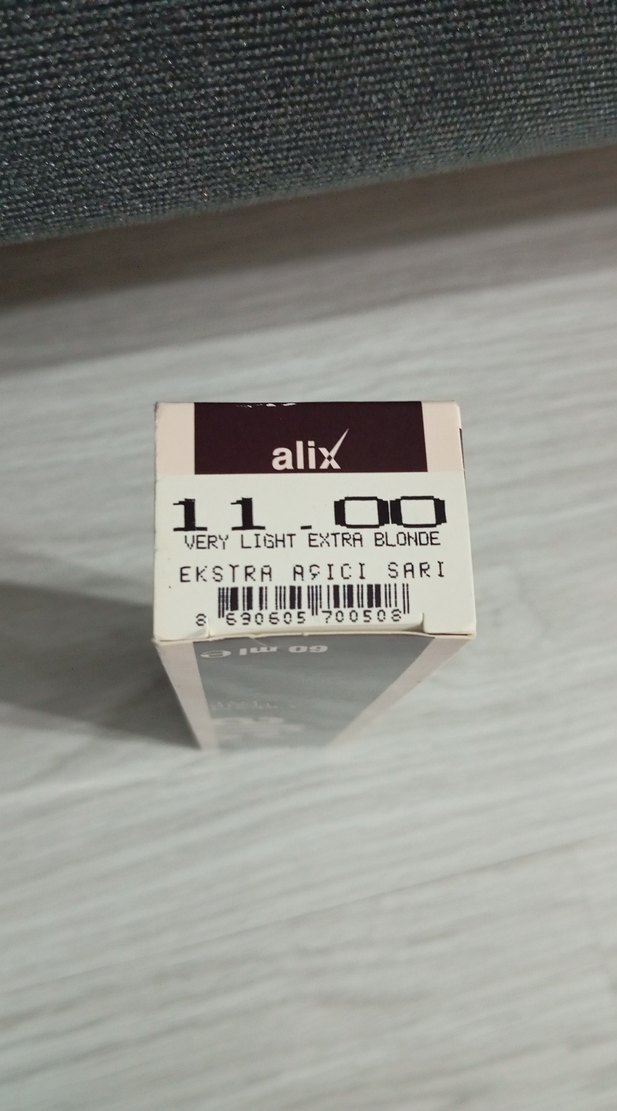 alix
11.00
VERY LIGHT EXTRA BLONDE
EKSTRA AÇICI SARI
8 690605 700508
60 ml e